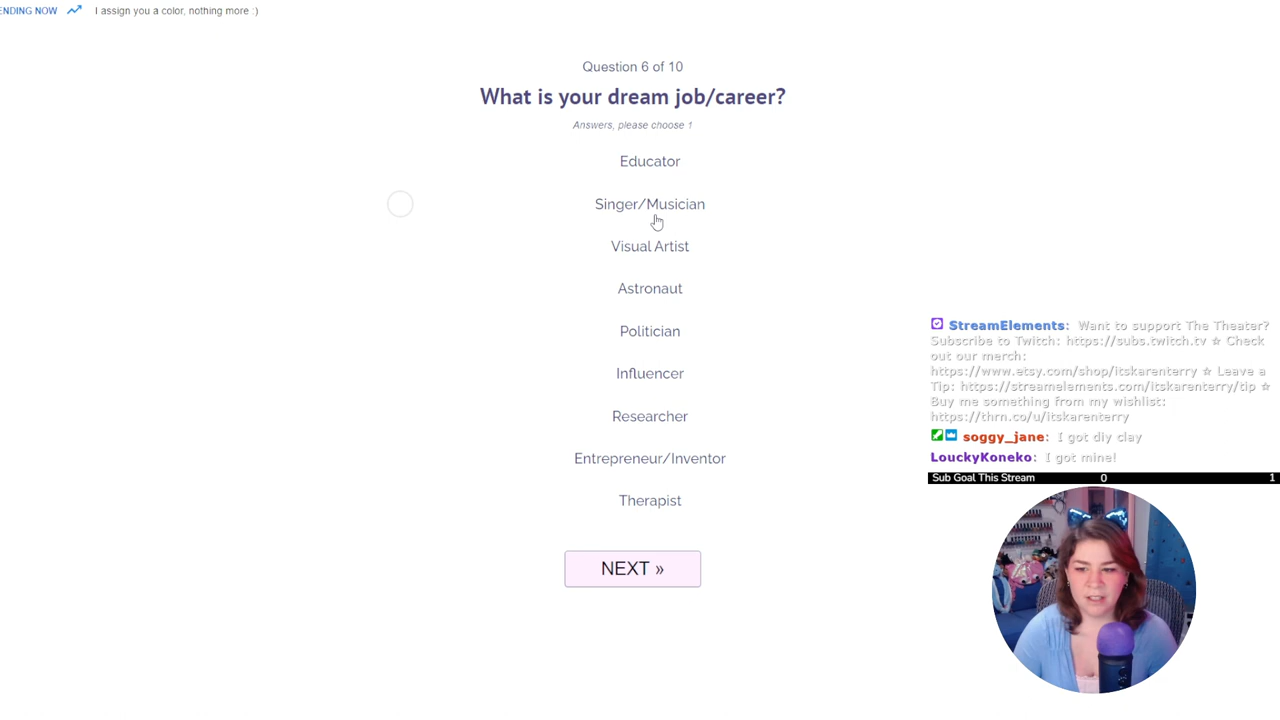 ENDING NOW I assign you a color, nothing more :)
Question 6 of 10
What is your dream job/career?
Answers, please choose 1
Educator
Singer/Musician
Visual Artist
Astronaut
Politician
Influencer
Researcher
Entrepreneur/Inventor
Therapist
NEXT »
StreamElements: Want to support The Theater?
Subscribe to Twitch: https://subs.twitch.tv ☆ Check
out our merch:
https://www.etsy.com/shop/itskarenterry ☆ Leave a
Tip: https://streamelements.com/itskarenterry/tip ☆
Buy me something from my wishlist:
https://thrn.co/u/itskarenterry
soggy_jane: I got diy clay
LouckyKoneko: I got mine!
Sub Goal This Stream 0 1